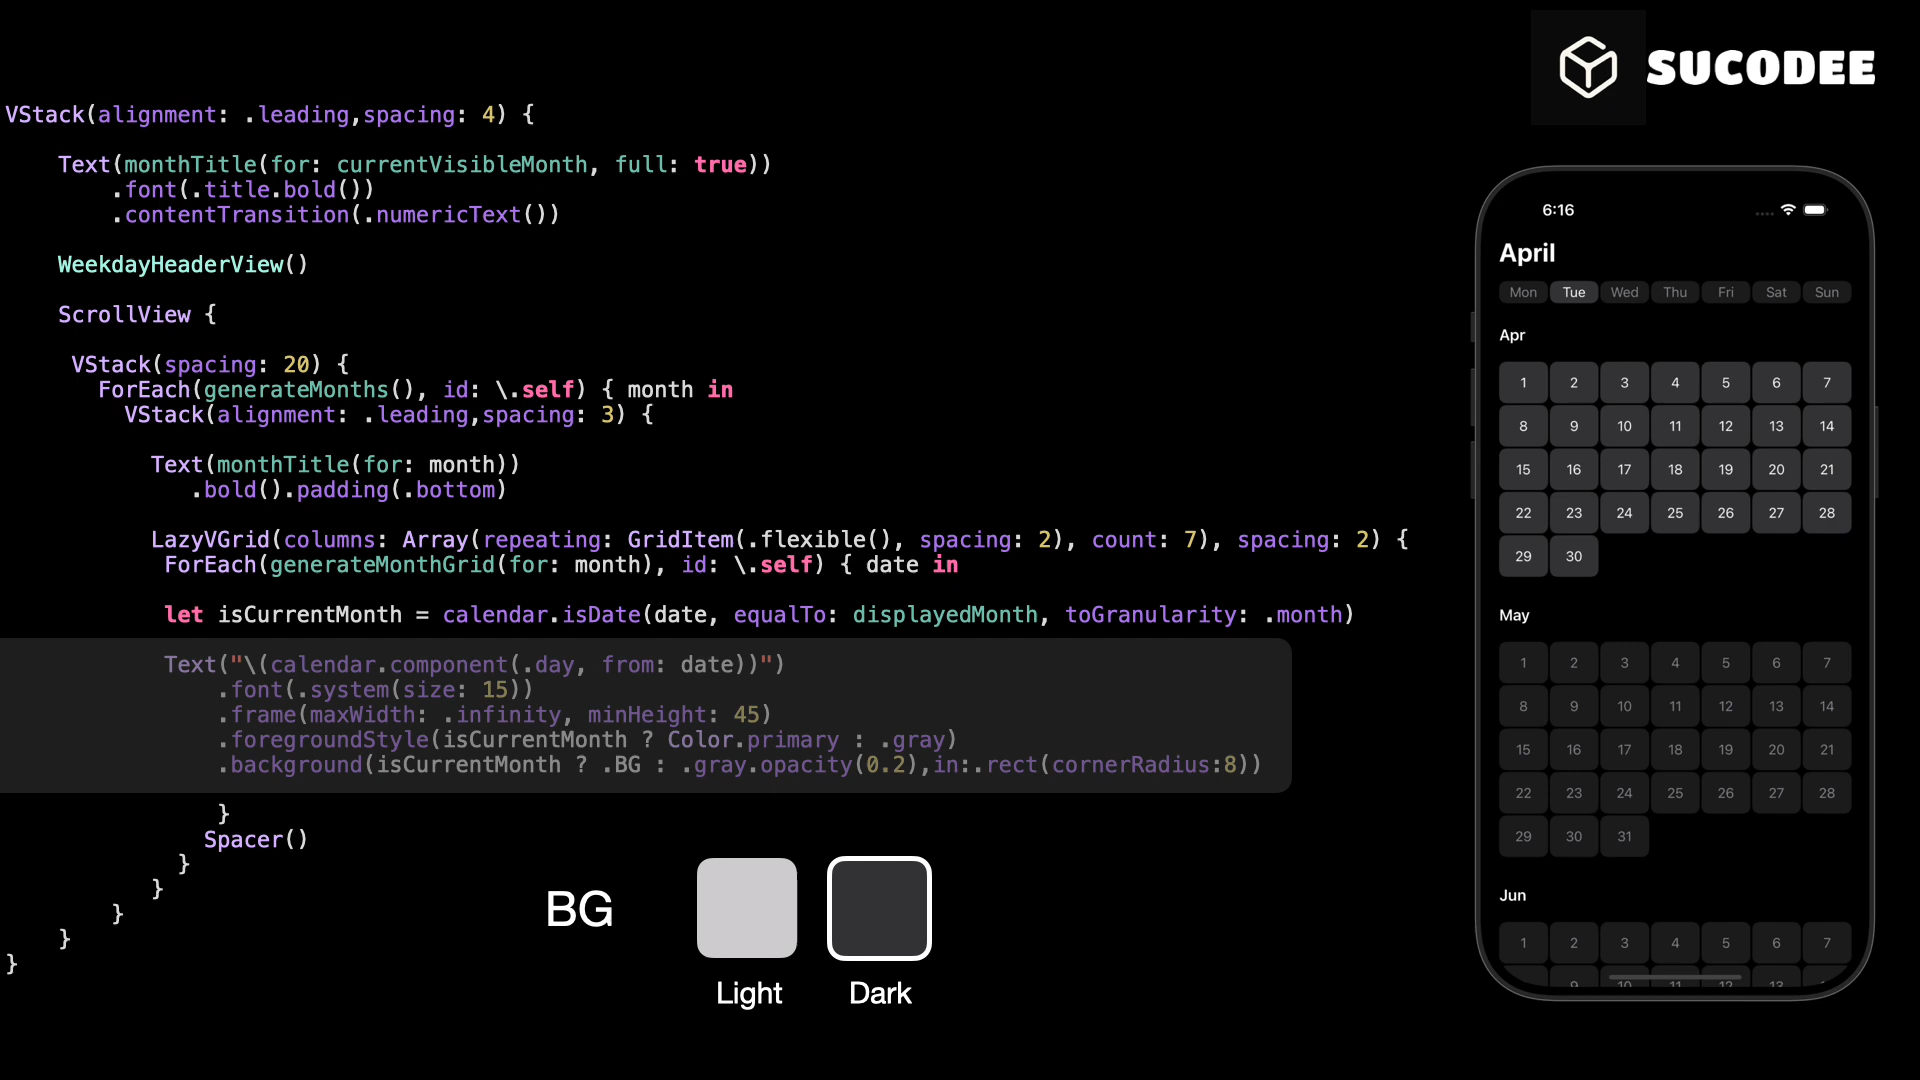 SUCODEE
VStack(alignment: .leading,spacing: 4) {
Text(monthTitle(for: currentVisibleMonth, full: true))
.font(.title.bold())
.contentTransition(.numericText())
WeekdayHeaderView()
ScrollView {
VStack(spacing: 20) {
ForEach(generateMonths(), id: \.self) { month in
VStack(alignment: .leading,spacing: 3) {
Text(monthTitle(for: month))
.bold().padding(.bottom)
LazyVGrid(columns: Array(repeating: GridItem(.flexible(), spacing: 2), count: 7), spacing: 2) {
ForEach(generateMonthGrid(for: month), id: \.self) { date in
let isCurrentMonth = calendar.isDate(date, equalTo: displayedMonth, toGranularity: .month)
Text("\(calendar.component(.day, from: date))")
.font(.system(size: 15))
.frame(maxWidth: .infinity, minHeight: 45)
.foregroundStyle(isCurrentMonth ? Color.primary : .gray)
.background(isCurrentMonth ? .BG : .gray.opacity(0.2),in:.rect(cornerRadius:8))
}
Spacer()
}
}
}
}
}
BG
Light Dark
6:16
April
Mon Tue Wed Thu Fri Sat Sun
Apr
1 2 3 4 5 6 7
8 9 10 11 12 13 14
15 16 17 18 19 20 21
22 23 24 25 26 27 28
29 30
May
1 2 3 4 5 6 7
8 9 10 11 12 13 14
15 16 17 18 19 20 21
22 23 24 25 26 27 28
29 30 31
Jun
1 2 3 4 5 6 7
9 10 11 12 13